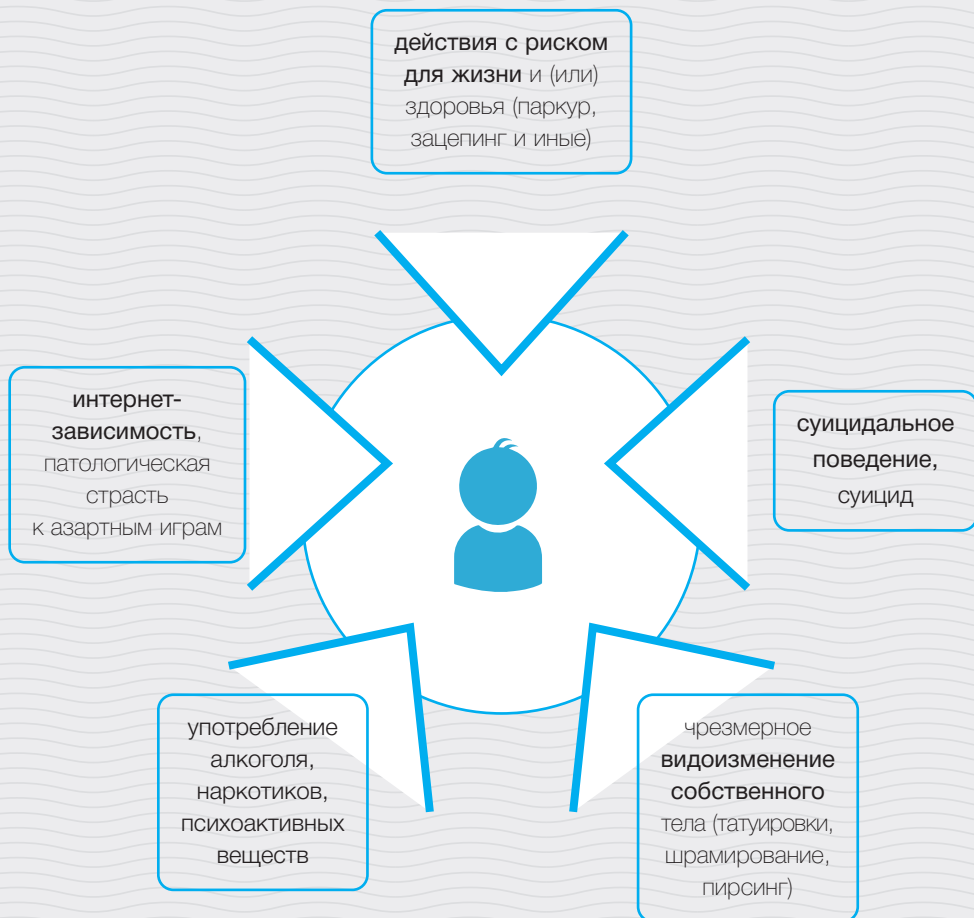 действия с риском
для жизни и (или)
здоровья (паркур,
зацепинг и иные)
интернет-
зависимость,
патологическая
страсть
к азартным играм
суицидальное
поведение,
суицид
употребление
алкоголя,
наркотиков,
психоактивных
веществ
чрезмерное
видоизменение
собственного
тела (татуировки,
шрамирование,
пирсинг)